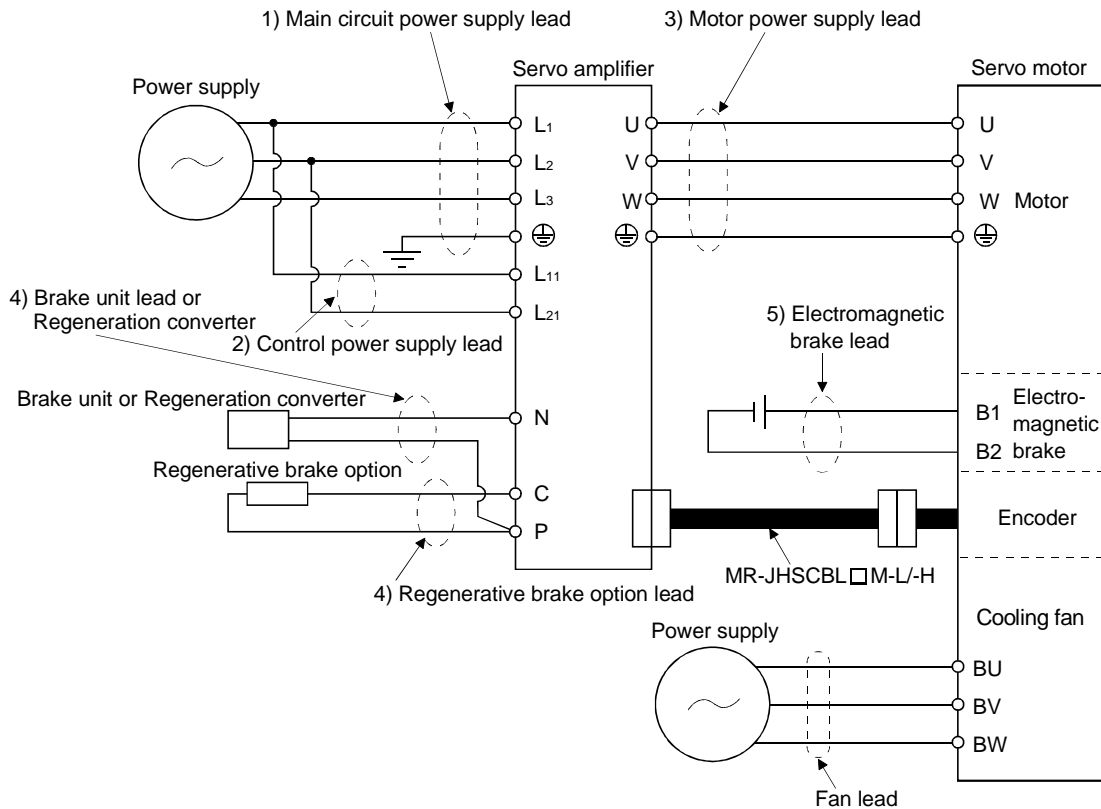 1) Main circuit power supply lead
3) Motor power supply lead
Servo amplifier
Servo motor
Power supply
L1
U
U
L2
V
V
L3
W
W
Motor
L11
4) Brake unit lead or
Regeneration converter
L21
2) Control power supply lead
5) Electromagnetic
brake lead
Brake unit or Regeneration converter
N
B1
B2
Electro-
magnetic
brake
Regenerative brake option
C
P
Encoder
MR-JHSCBL□M-L/-H
4) Regenerative brake option lead
Cooling fan
Power supply
BU
BV
BW
Fan lead